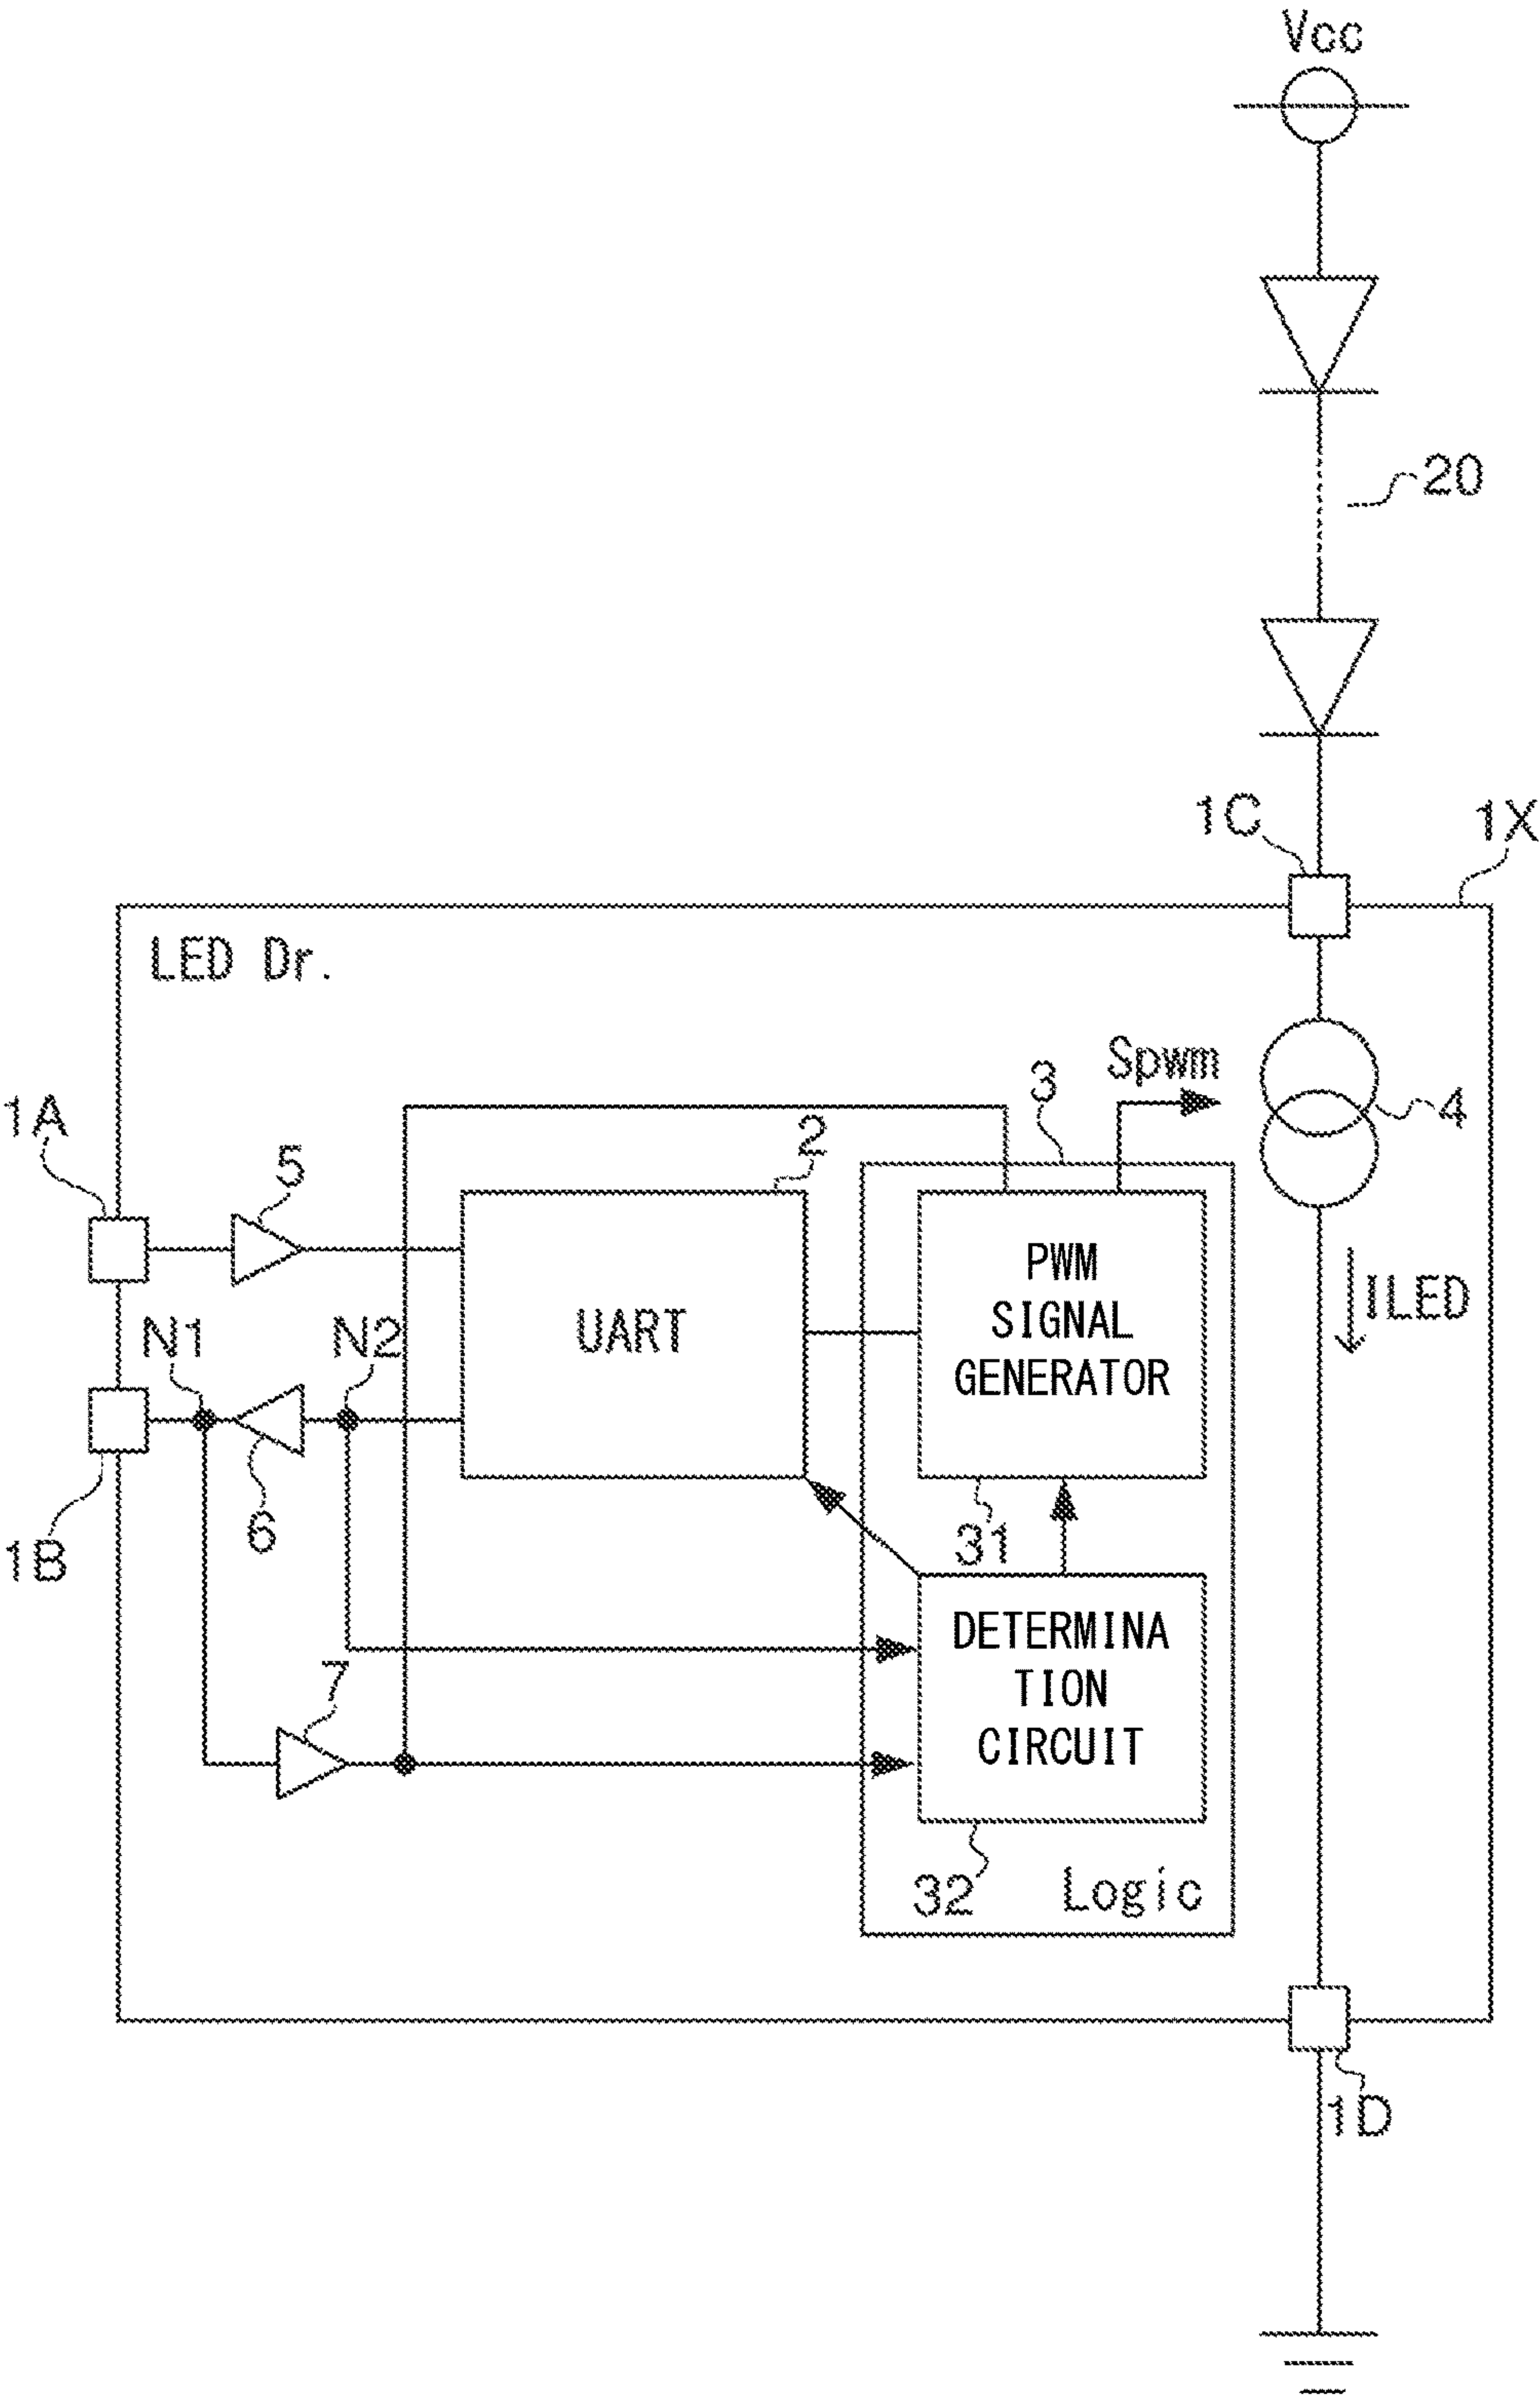 Vcc
20
1C
1X
LED Dr.
Spwm
3
4
1A
2
5
PWM
SIGNAL
GENERATOR
UART
ILED
N1
N2
6
31
1B
DETERMINA
TION
CIRCUIT
7
32
Logic
1D